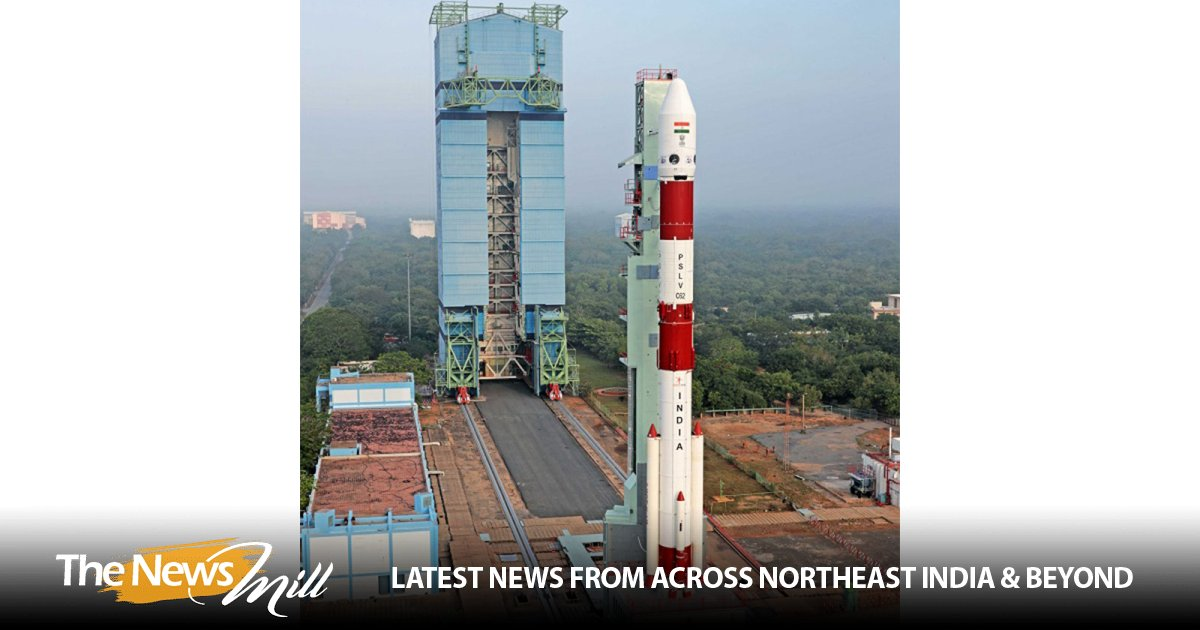 PSLV
C62
INDIA
The News Mill
LATEST NEWS FROM ACROSS NORTHEAST INDIA & BEYOND